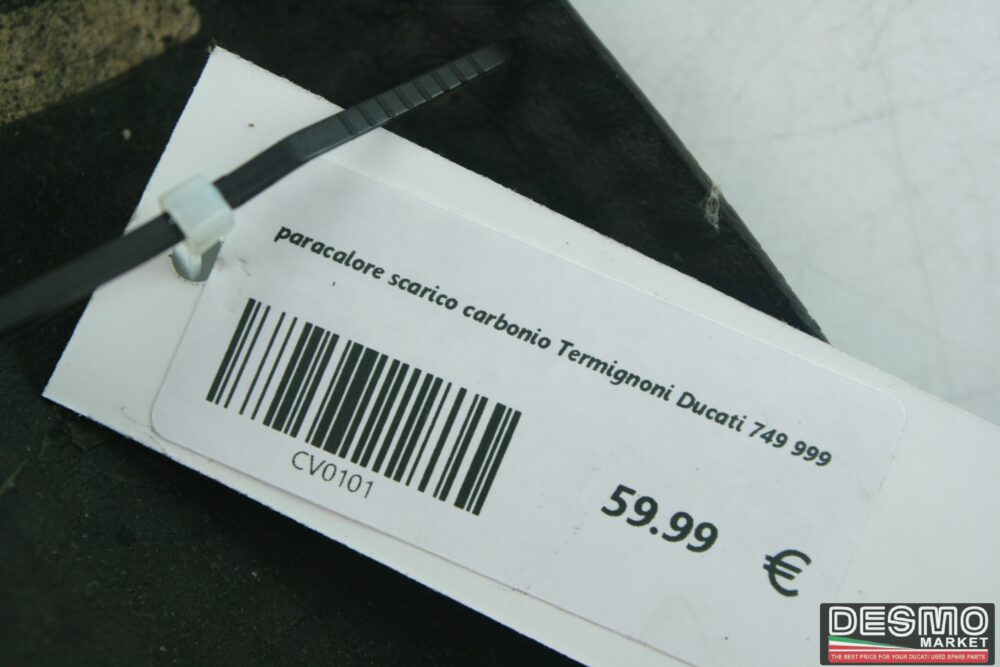 paracalore scarico carbonio Termignoni Ducati 749 999
CV0101
59.99 €
DESMO
MARKET
THE BEST PRICE FOR YOUR DUCATI USED SPARE PARTS